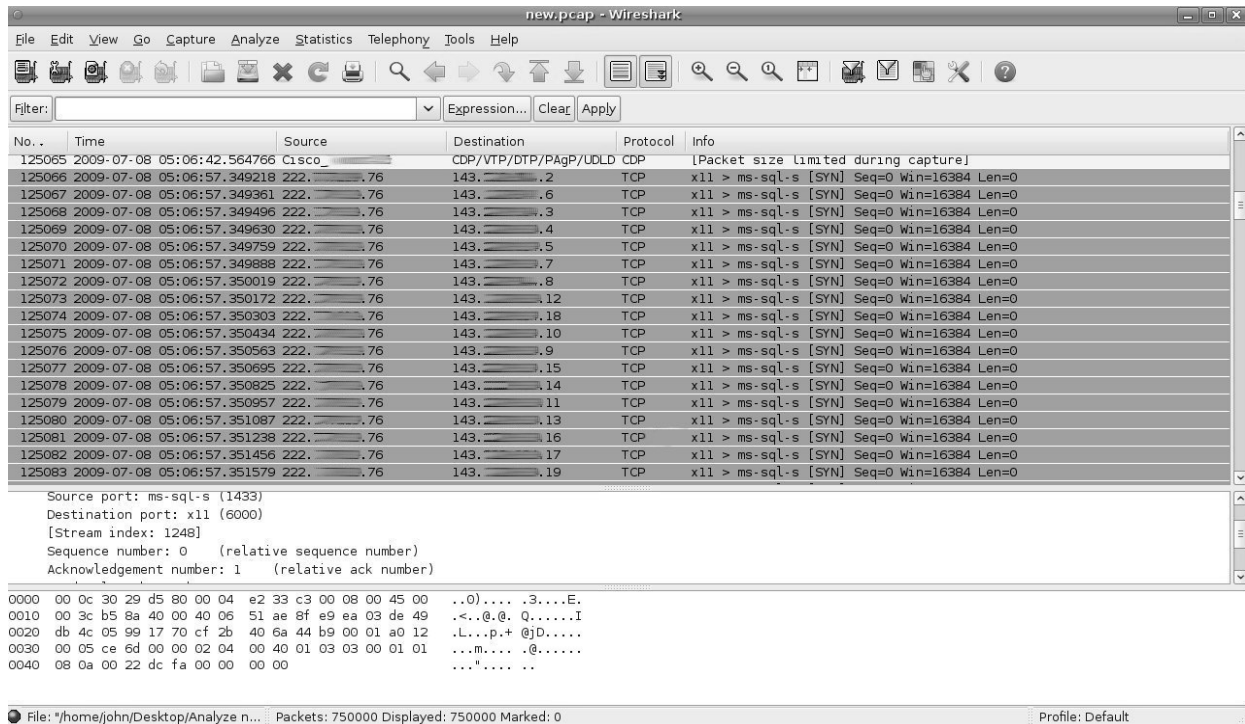 new.pcap - Wireshark
File Edit View Go Capture Analyze Statistics Telephony Tools Help
Filter: Expression... Clear Apply
No. . Time Source Destination Protocol Info
125065 2009-07-08 05:06:42.564766 Cisco_ CDP/VTP/DTP/PAgP/UDLD CDP [Packet size limited during capture]
125066 2009-07-08 05:06:57.349218 222. .76 143. .2 TCP x11 > ms-sql-s [SYN] Seq=0 Win=16384 Len=0
125067 2009-07-08 05:06:57.349361 222. .76 143. .6 TCP x11 > ms-sql-s [SYN] Seq=0 Win=16384 Len=0
125068 2009-07-08 05:06:57.349496 222. .76 143. .3 TCP x11 > ms-sql-s [SYN] Seq=0 Win=16384 Len=0
125069 2009-07-08 05:06:57.349630 222. .76 143. .4 TCP x11 > ms-sql-s [SYN] Seq=0 Win=16384 Len=0
125070 2009-07-08 05:06:57.349759 222. .76 143. .5 TCP x11 > ms-sql-s [SYN] Seq=0 Win=16384 Len=0
125071 2009-07-08 05:06:57.349888 222. .76 143. .7 TCP x11 > ms-sql-s [SYN] Seq=0 Win=16384 Len=0
125072 2009-07-08 05:06:57.350019 222. .76 143. .8 TCP x11 > ms-sql-s [SYN] Seq=0 Win=16384 Len=0
125073 2009-07-08 05:06:57.350172 222. .76 143. .12 TCP x11 > ms-sql-s [SYN] Seq=0 Win=16384 Len=0
125074 2009-07-08 05:06:57.350303 222. .76 143. .18 TCP x11 > ms-sql-s [SYN] Seq=0 Win=16384 Len=0
125075 2009-07-08 05:06:57.350434 222. .76 143. .10 TCP x11 > ms-sql-s [SYN] Seq=0 Win=16384 Len=0
125076 2009-07-08 05:06:57.350563 222. .76 143. .9 TCP x11 > ms-sql-s [SYN] Seq=0 Win=16384 Len=0
125077 2009-07-08 05:06:57.350695 222. .76 143. .15 TCP x11 > ms-sql-s [SYN] Seq=0 Win=16384 Len=0
125078 2009-07-08 05:06:57.350825 222. .76 143. .14 TCP x11 > ms-sql-s [SYN] Seq=0 Win=16384 Len=0
125079 2009-07-08 05:06:57.350957 222. .76 143. 11 TCP x11 > ms-sql-s [SYN] Seq=0 Win=16384 Len=0
125080 2009-07-08 05:06:57.351087 222. .76 143. .13 TCP x11 > ms-sql-s [SYN] Seq=0 Win=16384 Len=0
125081 2009-07-08 05:06:57.351238 222. .76 143. 16 TCP x11 > ms-sql-s [SYN] Seq=0 Win=16384 Len=0
125082 2009-07-08 05:06:57.351456 222. .76 143. 17 TCP x11 > ms-sql-s [SYN] Seq=0 Win=16384 Len=0
125083 2009-07-08 05:06:57.351579 222. .76 143. .19 TCP x11 > ms-sql-s [SYN] Seq=0 Win=16384 Len=0
Source port: ms-sql-s (1433)
Destination port: x11 (6000)
[Stream index: 1248]
Sequence number: 0 (relative sequence number)
Acknowledgement number: 1 (relative ack number)
0000 00 0c 30 29 d5 80 00 04 e2 33 c3 00 08 00 45 00 ..0).... .3....E.
0010 00 3c b5 8a 40 00 40 06 51 ae 8f e9 ea 03 de 49 .<..@.@. Q......I
0020 db 4c 05 99 17 70 cf 2b 40 6a 44 b9 00 01 a0 12 .L...p.+ @jD.....
0030 00 05 ce 6d 00 00 02 04 00 40 01 03 03 00 01 01 ...m.... .@......
0040 08 0a 00 22 dc fa 00 00 00 00 ...".... ..
File: "/home/john/Desktop/Analyze n... Packets: 750000 Displayed: 750000 Marked: 0 Profile: Default